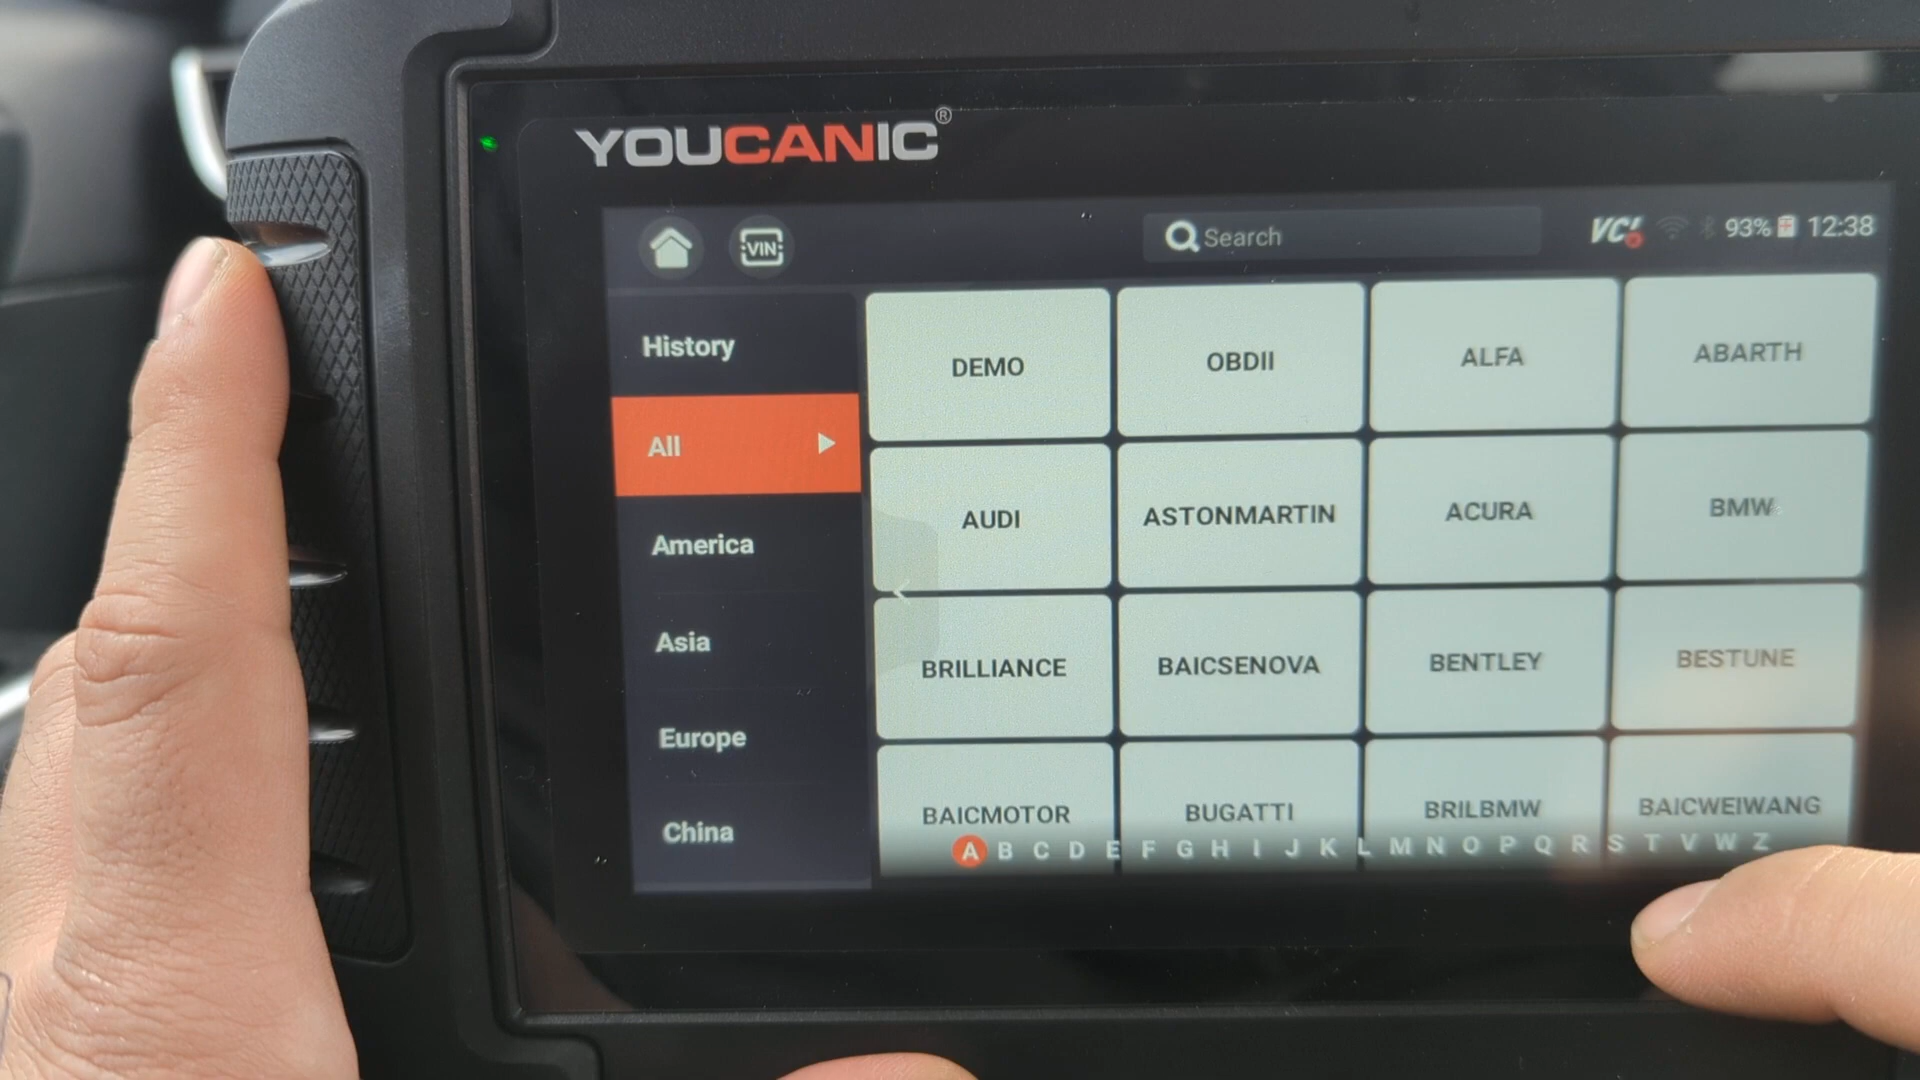 YOUCANIC®
VIN
Search
VCI 93% 12:38
History
All
America
Asia
Europe
China
DEMO OBDII ALFA ABARTH
AUDI ASTONMARTIN ACURA BMW
BRILLIANCE BAICSENOVA BENTLEY BESTUNE
BAICMOTOR BUGATTI BRILBMW BAICWEIWANG
A B C D E F G H I J K L M N O P Q R S T V W Z